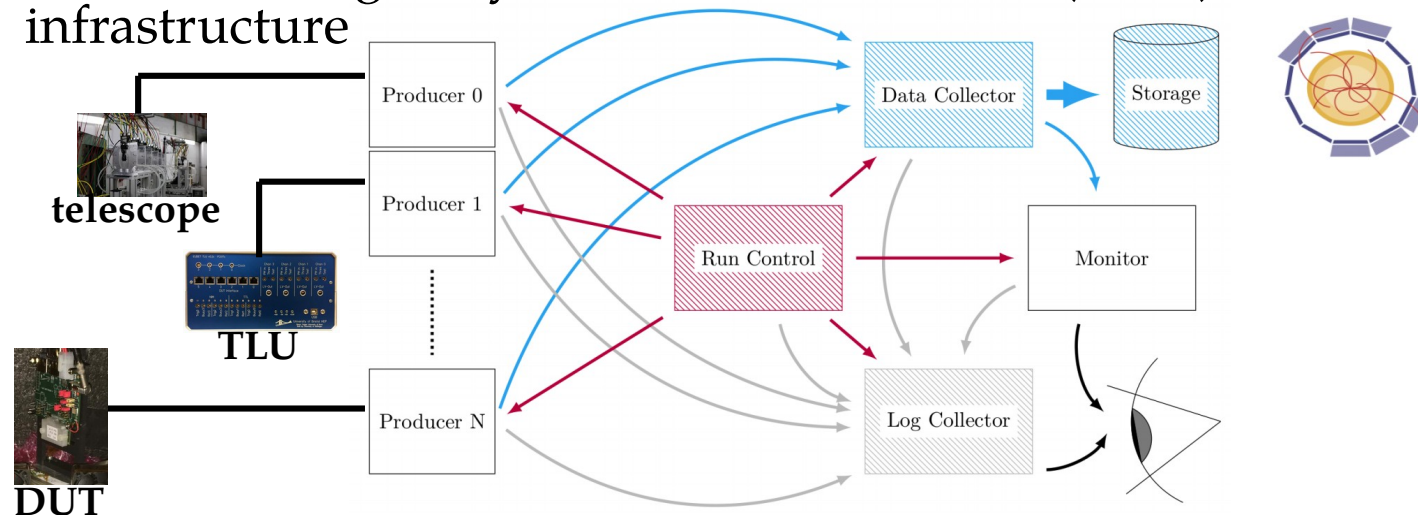 infrastructure
Producer 0
Data Collector
Storage
Producer 1
telescope
Run Control
Monitor
TLU
Producer N
Log Collector
DUT